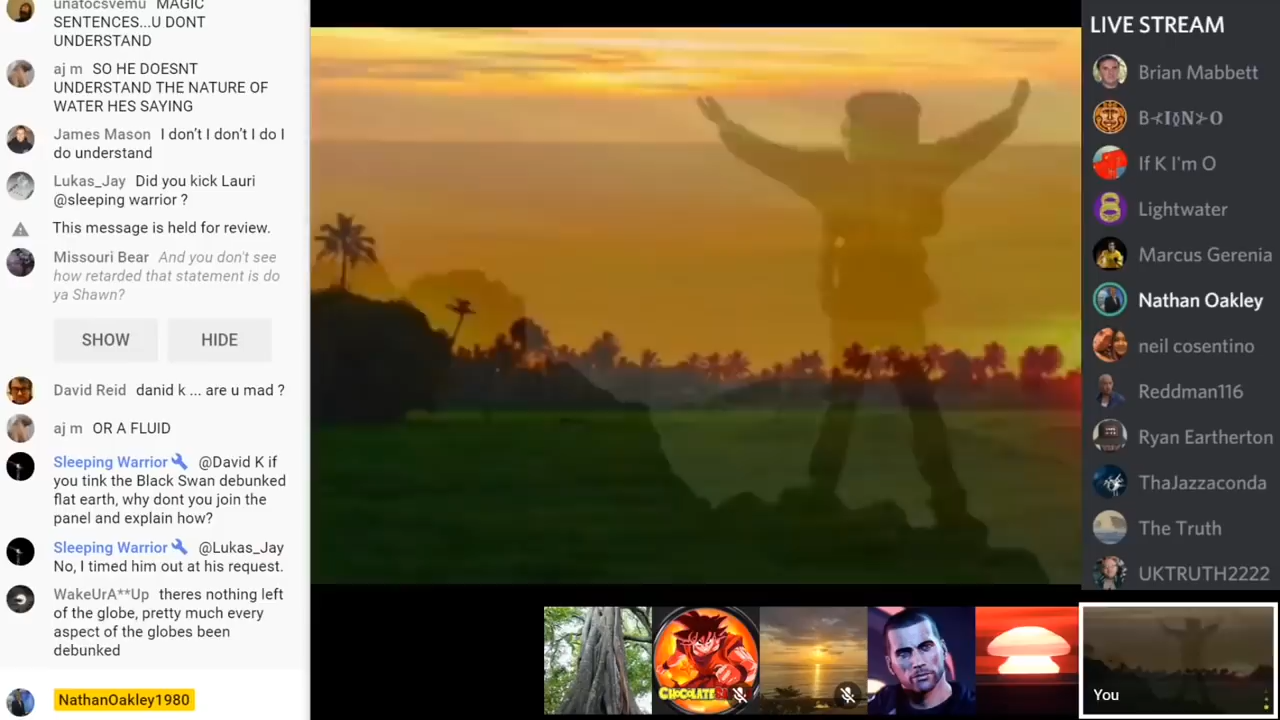 unatocsvemu MAGIC
SENTENCES...U DONT
UNDERSTAND
aj m SO HE DOESNT
UNDERSTAND THE NATURE OF
WATER HES SAYING
James Mason I don't I don't I do I
do understand
Lukas_Jay Did you kick Lauri
@sleeping warrior ?
This message is held for review.
Missouri Bear And you don't see
how retarded that statement is do
ya Shawn?
SHOW HIDE
David Reid danid k ... are u mad ?
aj m OR A FLUID
Sleeping Warrior @David K if
you tink the Black Swan debunked
flat earth, why dont you join the
panel and explain how?
Sleeping Warrior @Lukas_Jay
No, I timed him out at his request.
WakeUrA**Up theres nothing left
of the globe, pretty much every
aspect of the globes been
debunked
NathanOakley1980
CHOCOLATE
You
LIVE STREAM
Brian Mabbett
If K I'm O
Lightwater
Marcus Gerenia
Nathan Oakley
neil cosentino
Reddman116
Ryan Eartherton
ThaJazzaconda
The Truth
UKTRUTH2222